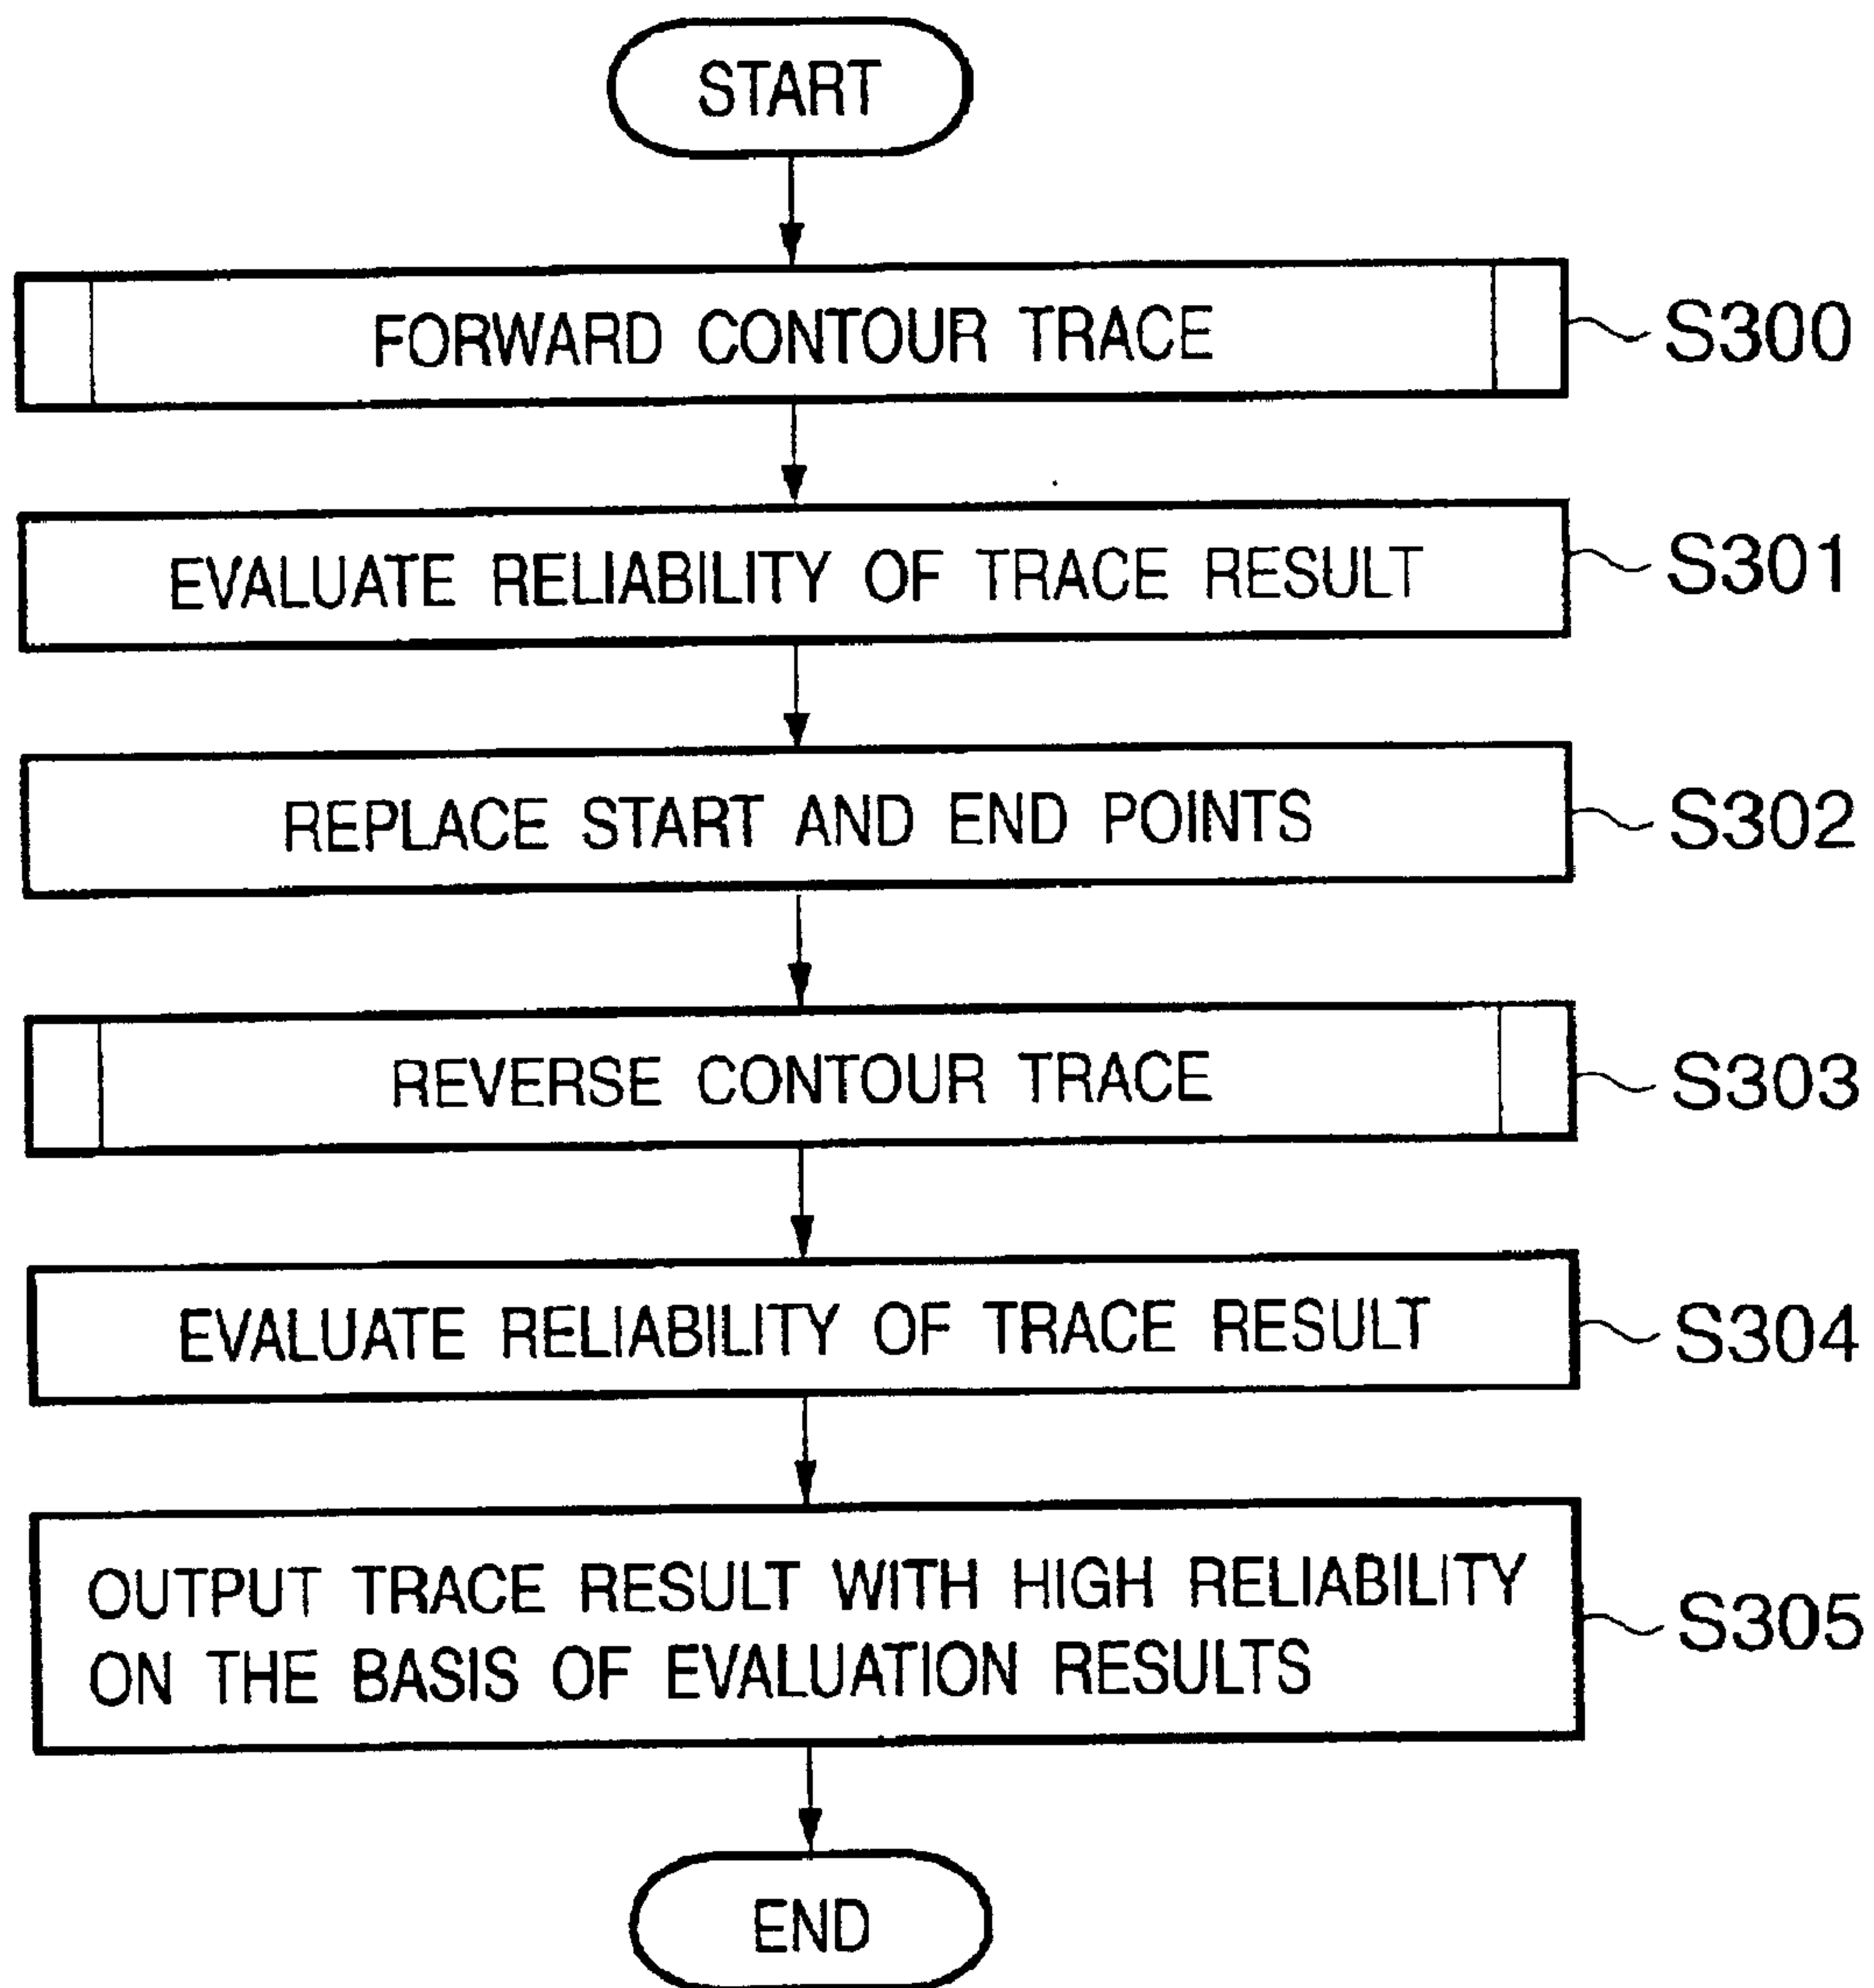 START
FORWARD CONTOUR TRACE
S300
EVALUATE RELIABILITY OF TRACE RESULT
S301
REPLACE START AND END POINTS
S302
REVERSE CONTOUR TRACE
S303
EVALUATE RELIABILITY OF TRACE RESULT
S304
OUTPUT TRACE RESULT WITH HIGH RELIABILITY
ON THE BASIS OF EVALUATION RESULTS
S305
END